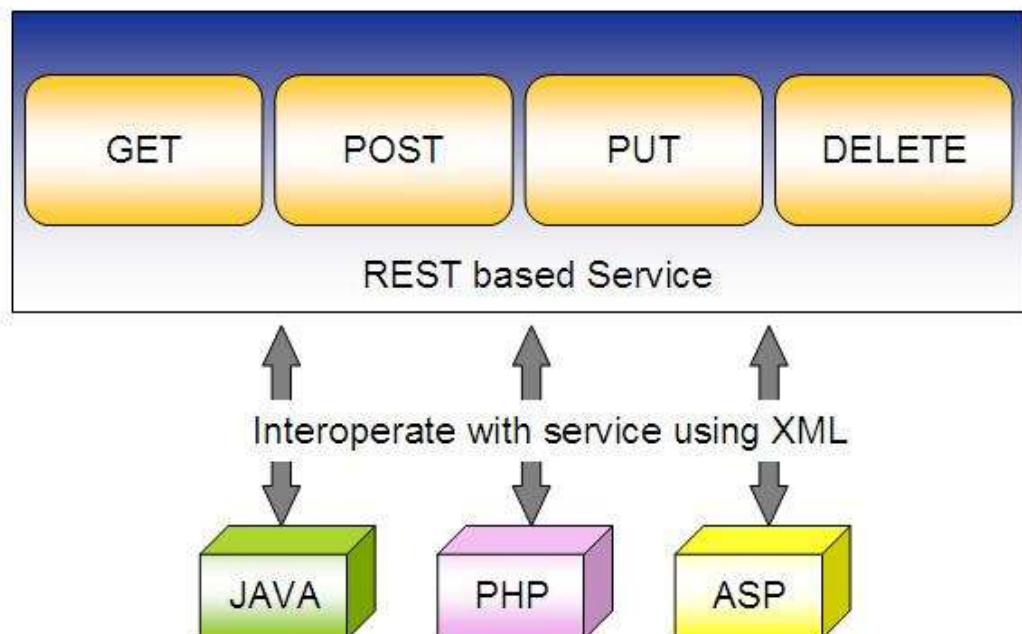 GET POST PUT DELETE
REST based Service
Interoperate with service using XML
JAVA PHP ASP